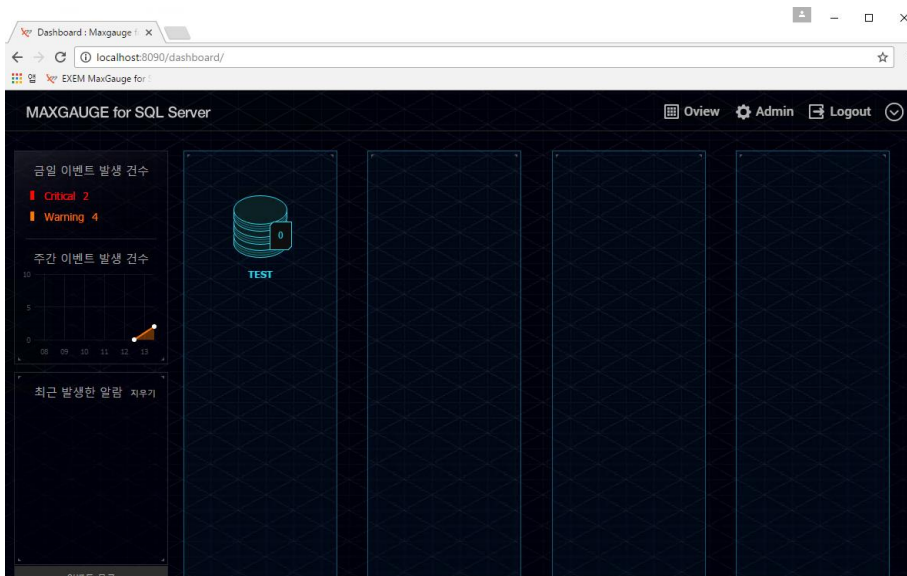 Dashboard : Maxgauge f
localhost:8090/dashboard/
앱 EXEM MaxGauge for
MAXGAUGE for SQL Server
Oview Admin Logout
금일 이벤트 발생 건수
Critical 2
Warning 4
주간 이벤트 발생 건수
10
5
0
08 09 10 11 12 13
최근 발생한 알람 지우기
0
TEST